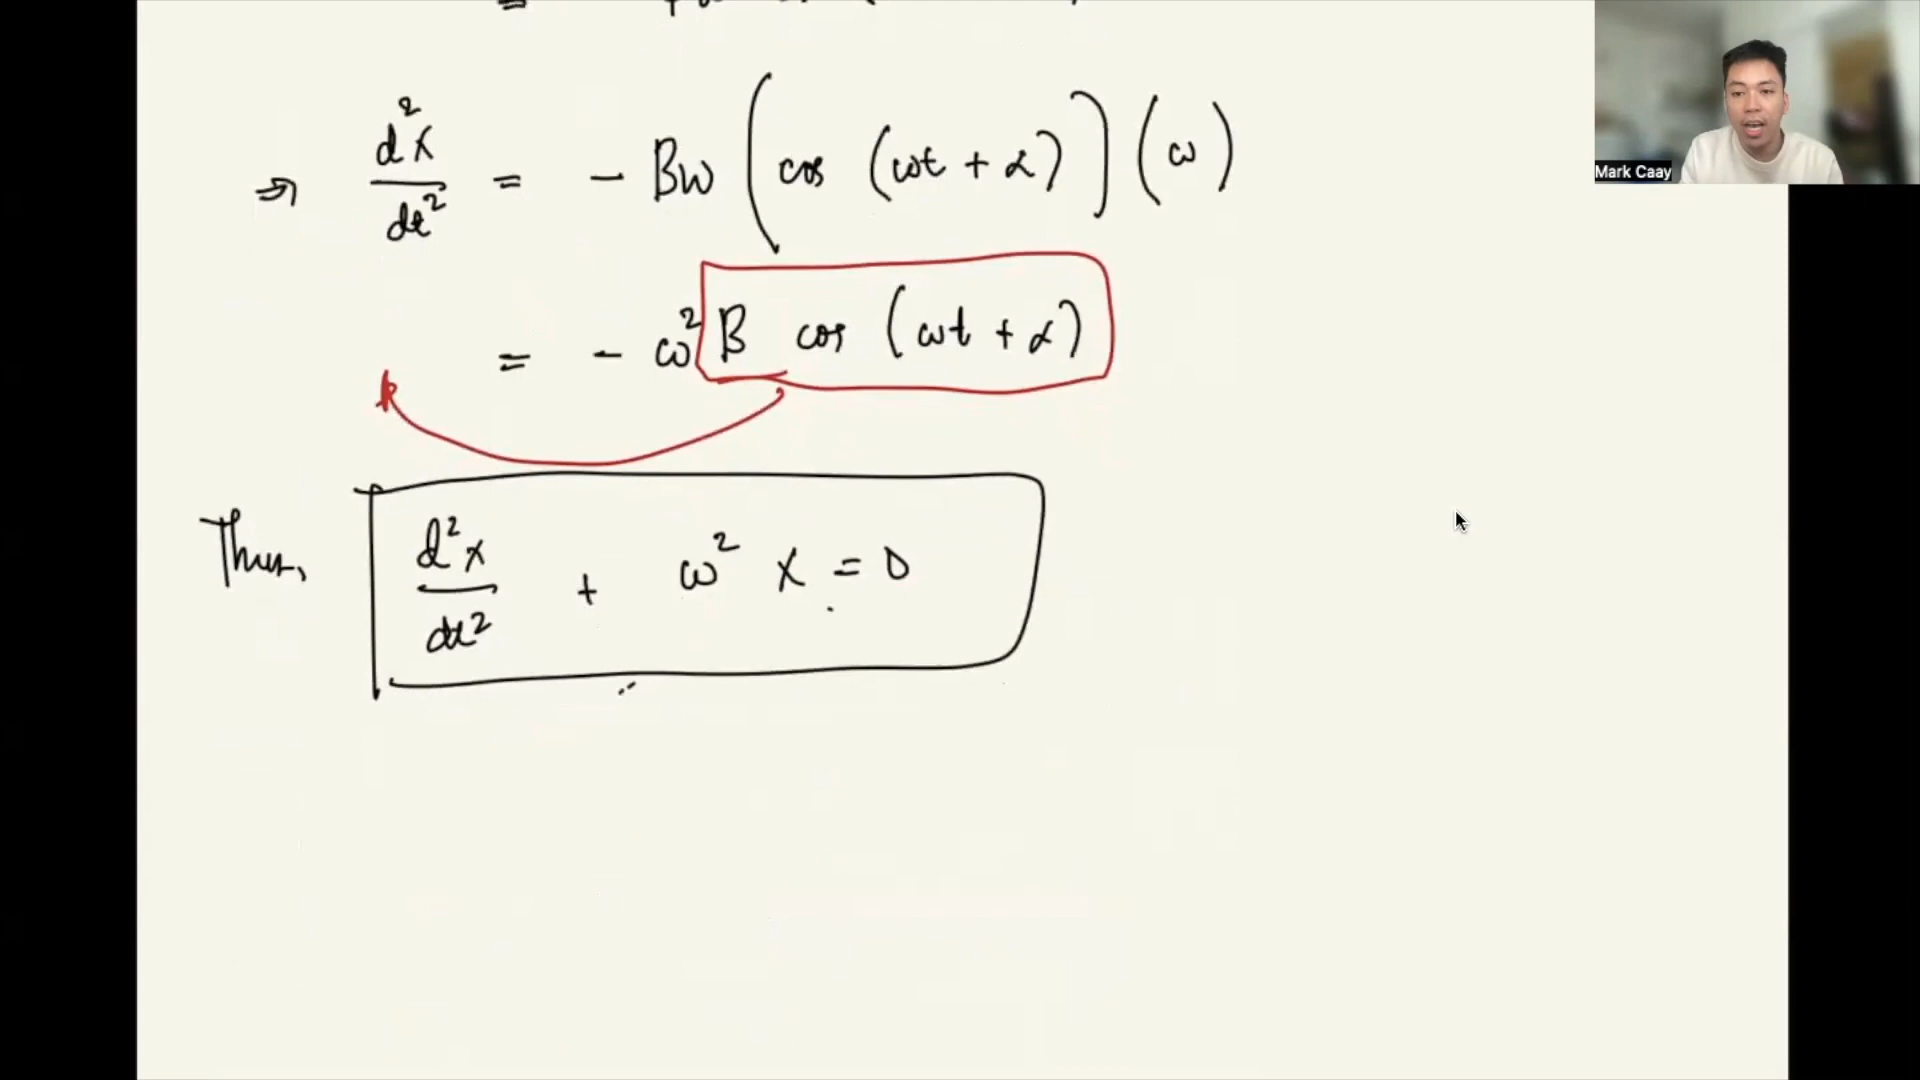 Mark Caay
⇒ d²x/dt² = - Bω (cos (ωt + α)) (ω)
= - ω² B cos (ωt + α)
Thus, d²x/dt² + ω² x = 0